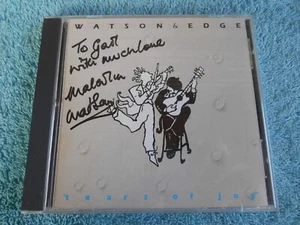 WATSON & EDGE
To Gail
with much love
Malcolm
Watson
tears of joy